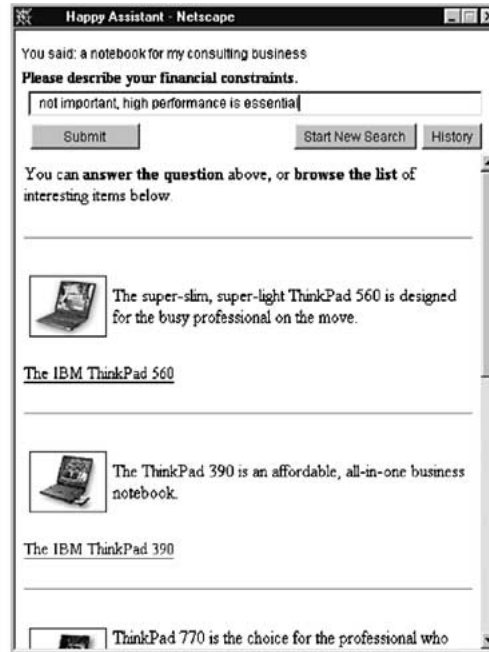 Happy Assistant - Netscape
You said: a notebook for my consulting business
Please describe your financial constraints.
not important, high performance is essential
Submit
Start New Search
History
You can answer the question above, or browse the list of
interesting items below.
The super-slim, super-light ThinkPad 560 is designed
for the busy professional on the move.
The IBM ThinkPad 560
The ThinkPad 390 is an affordable, all-in-one business
notebook.
The IBM ThinkPad 390
ThinkPad 770 is the choice for the professional who